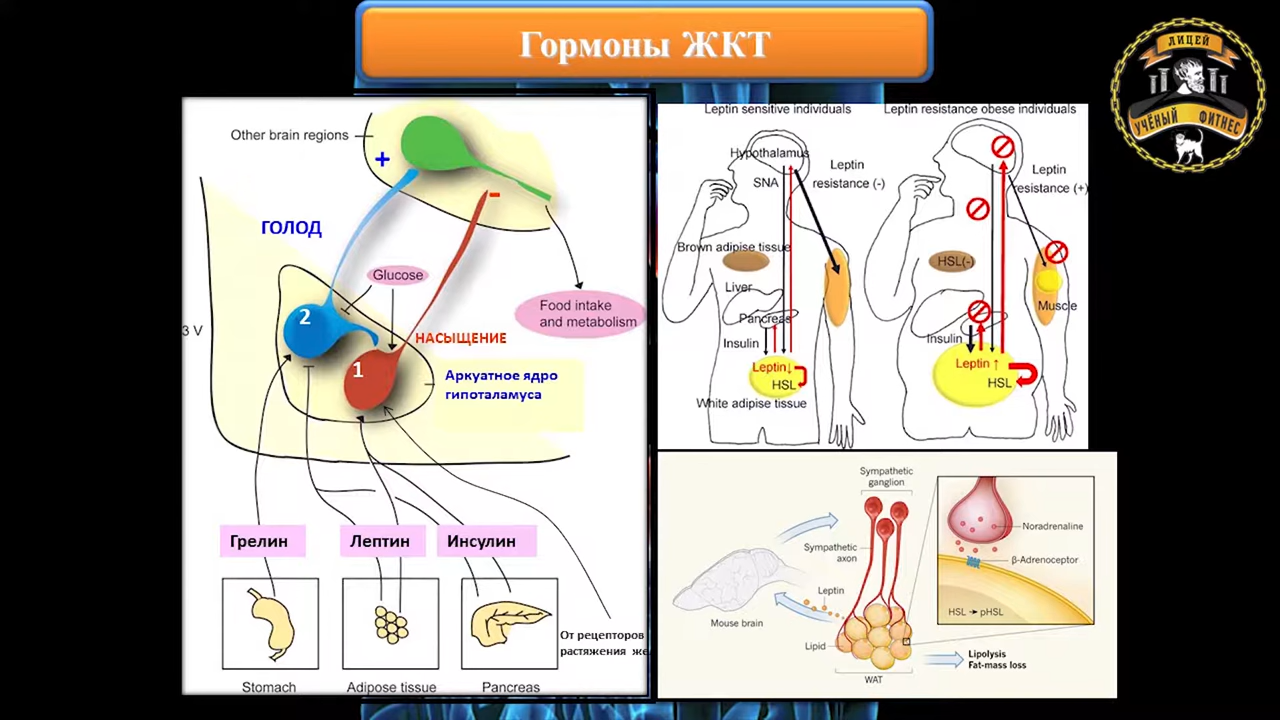 Гормоны ЖКТ
ЛИЦЕЙ
УЧЁНЫЙ ФИТНЕС
Other brain regions
+
-
ГОЛОД
Glucose
Food intake
and metabolism
3 V
2
НАСЫЩЕНИЕ
1
Аркуатное ядро
гипоталамуса
Грелин
Лептин
Инсулин
От рецепторов
растяжения же
Stomach
Adipose tissue
Pancreas
Leptin sensitive individuals
Hypothalamus
SNA
Leptin
resistance (-)
Brown adipise tissue
Liver
Pancreas
Insulin
Leptin↓
HSL
White adipise tissue
Leptin resistance obese individuals
Leptin
resistance (+)
HSL(-)
Muscle
Insulin
Leptin ↑
HSL
Sympathetic
ganglion
Sympathetic
axon
Leptin
Mouse brain
Lipid
WAT
Lipolysis
Fat-mass loss
Noradrenaline
β-Adrenoceptor
HSL → pHSL